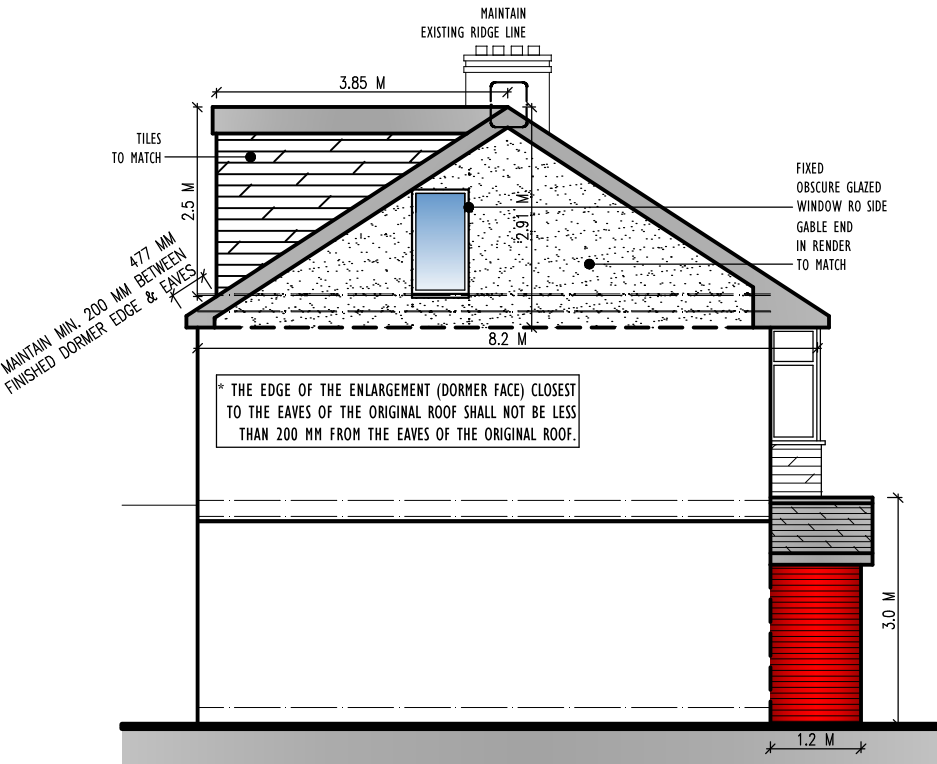 MAINTAIN
EXISTING RIDGE LINE
3.85 M
TILES
TO MATCH
2.5 M
2.91 M
FIXED
OBSCURE GLAZED
WINDOW RO SIDE
GABLE END
IN RENDER
TO MATCH
477 MM
MAINTAIN MIN. 200 MM BETWEEN
FINISHED DORMER EDGE & EAVES
8.2 M
* THE EDGE OF THE ENLARGEMENT (DORMER FACE) CLOSEST
TO THE EAVES OF THE ORIGINAL ROOF SHALL NOT BE LESS
THAN 200 MM FROM THE EAVES OF THE ORIGINAL ROOF.
3.0 M
1.2 M